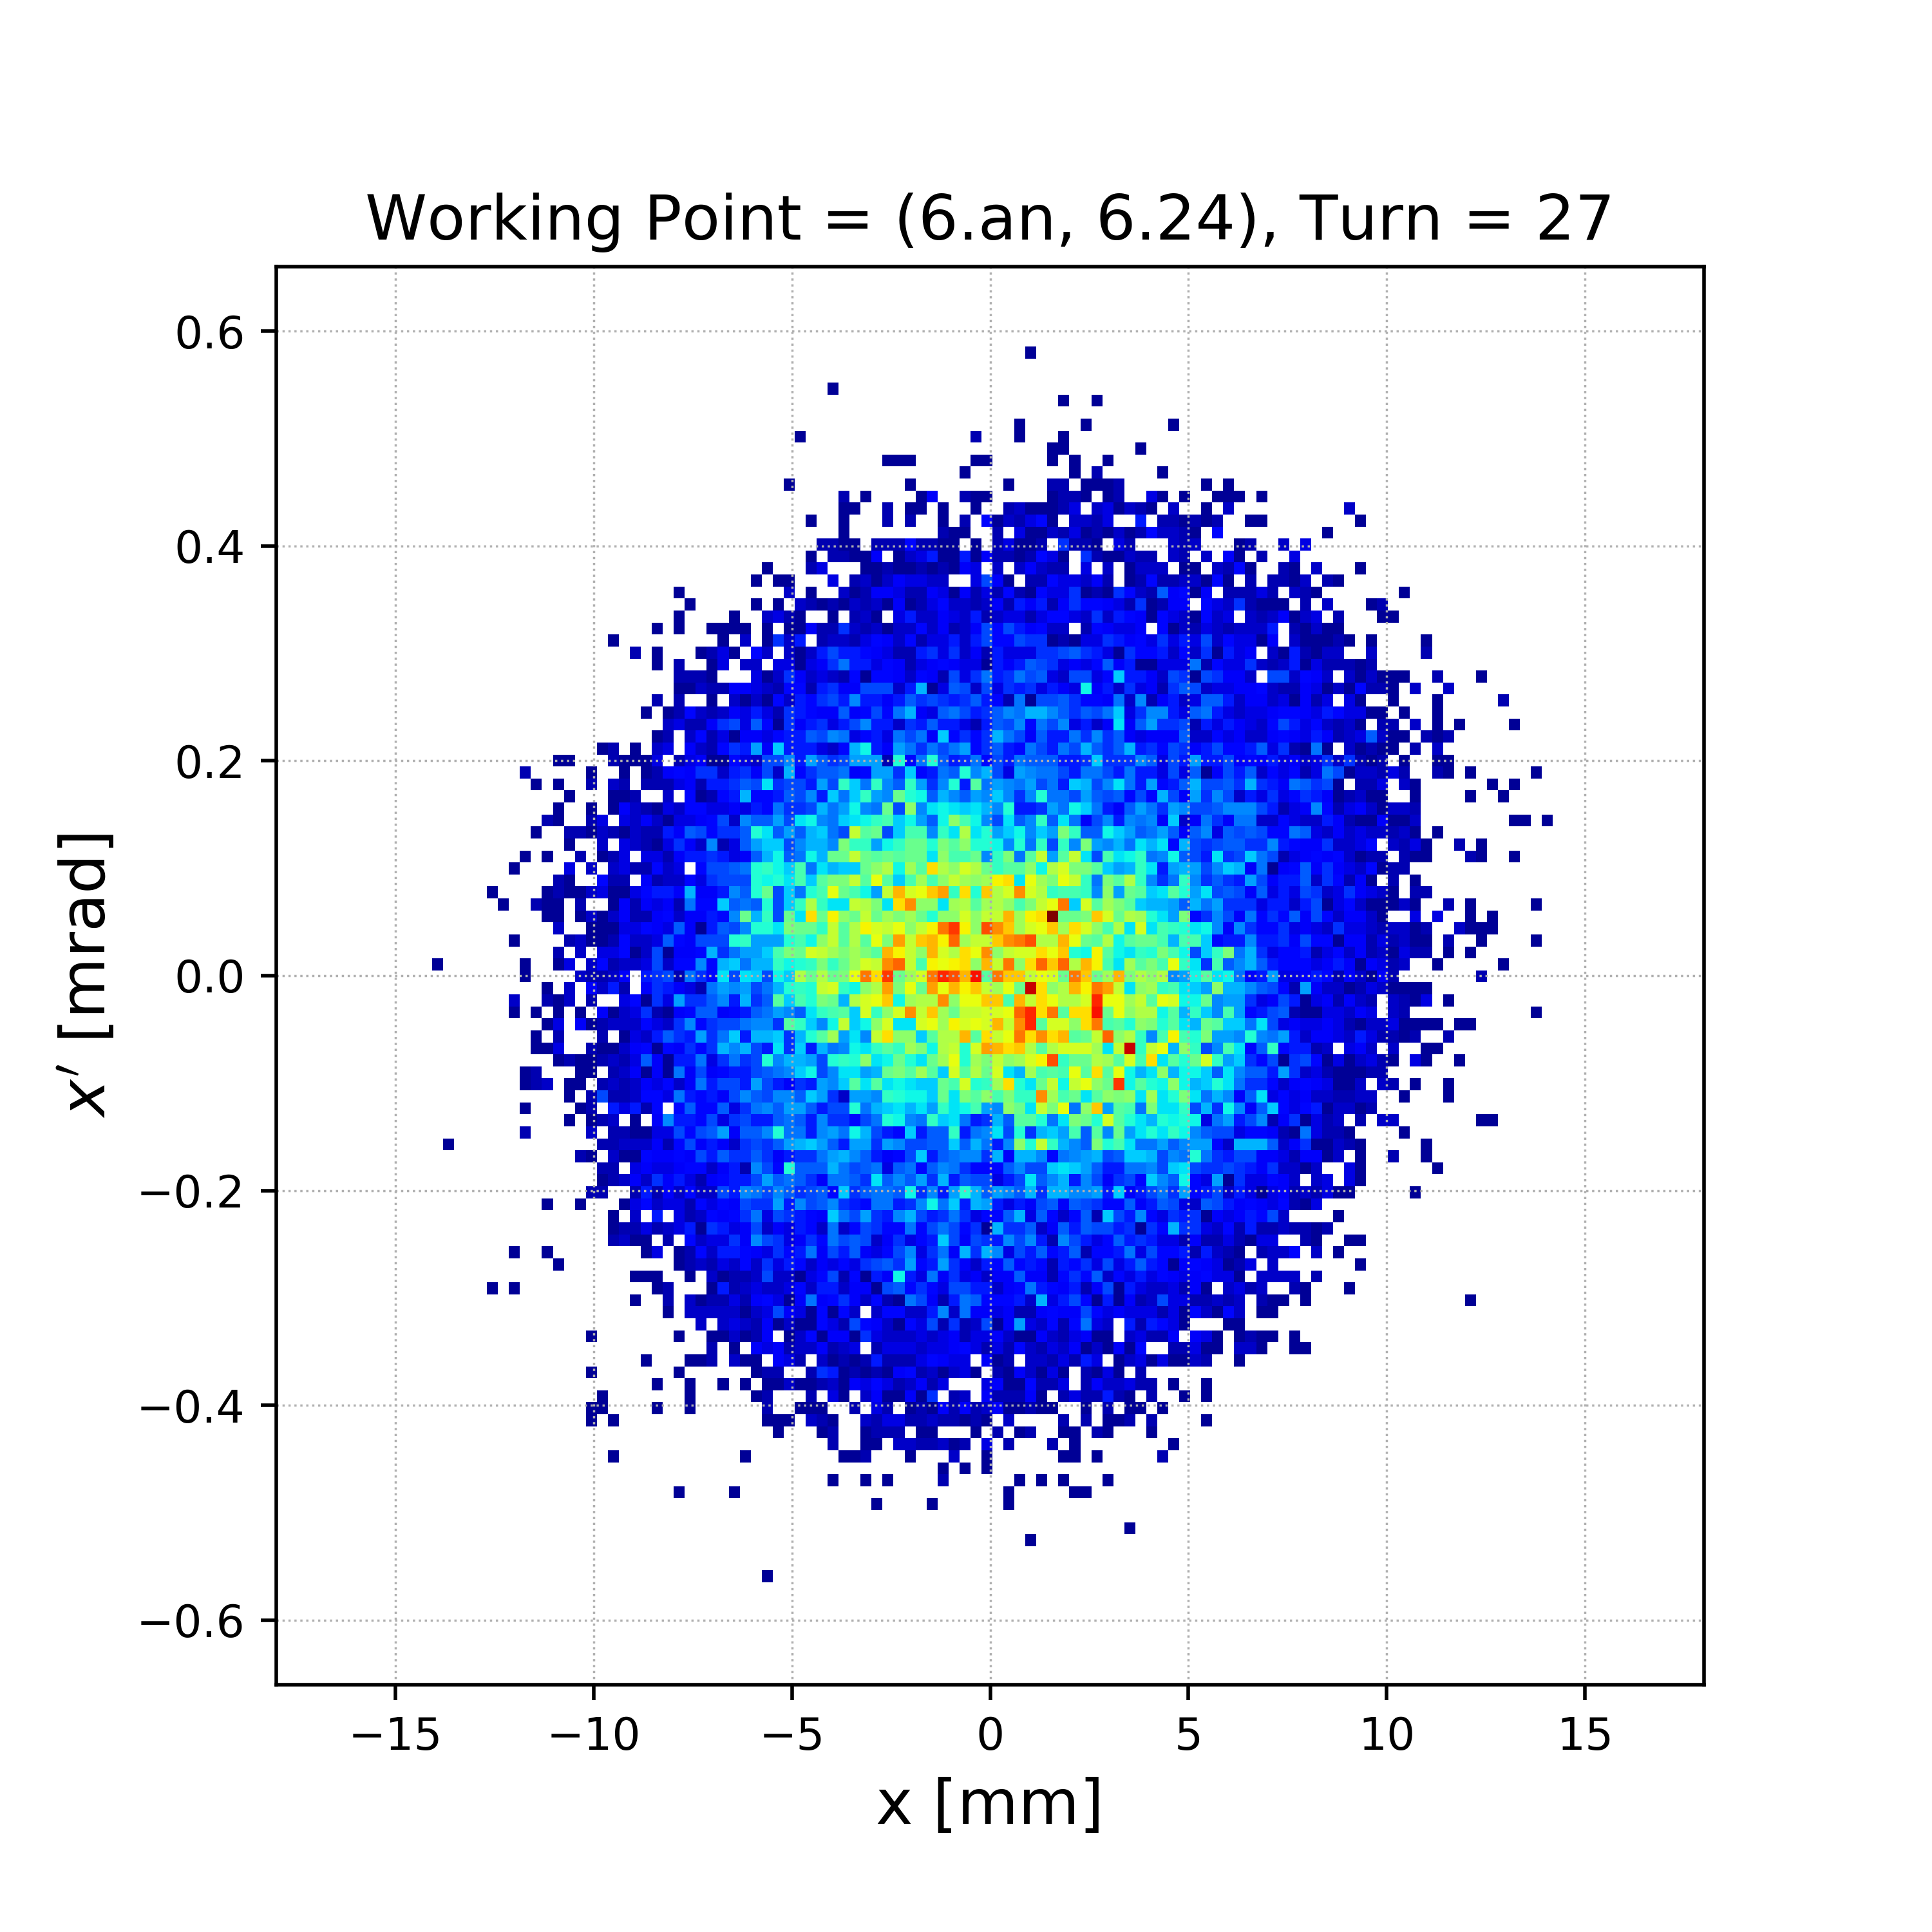 Working Point = (6.an, 6.24), Turn = 27
0.6
0.4
0.2
0.0
−0.2
−0.4
−0.6
x′ [mrad]
−15 −10 −5 0 5 10 15
x [mm]